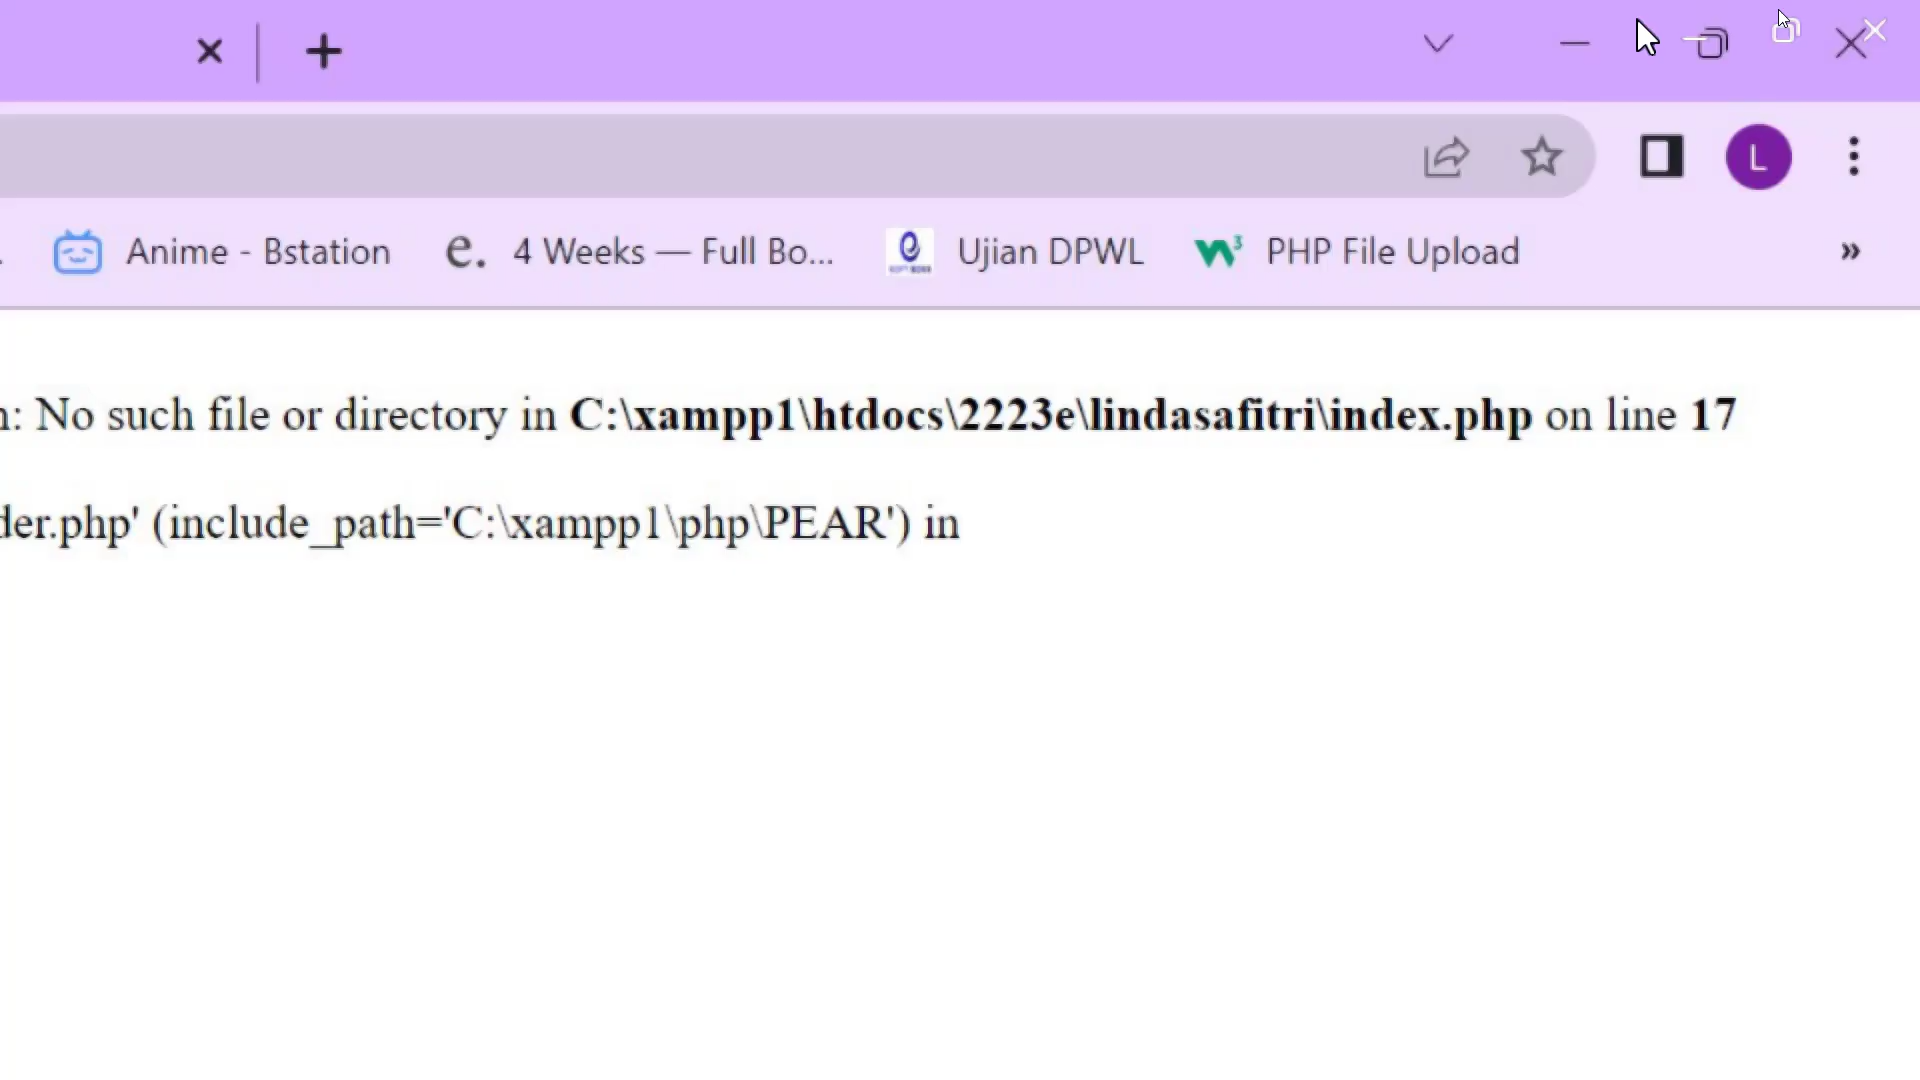 Anime - Bstation e. 4 Weeks — Full Bo... Ujian DPWL W3 PHP File Upload »
L
n: No such file or directory in C:\xampp1\htdocs\2223e\lindasafitri\index.php on line 17
der.php' (include_path='C:\xampp1\php\PEAR') in